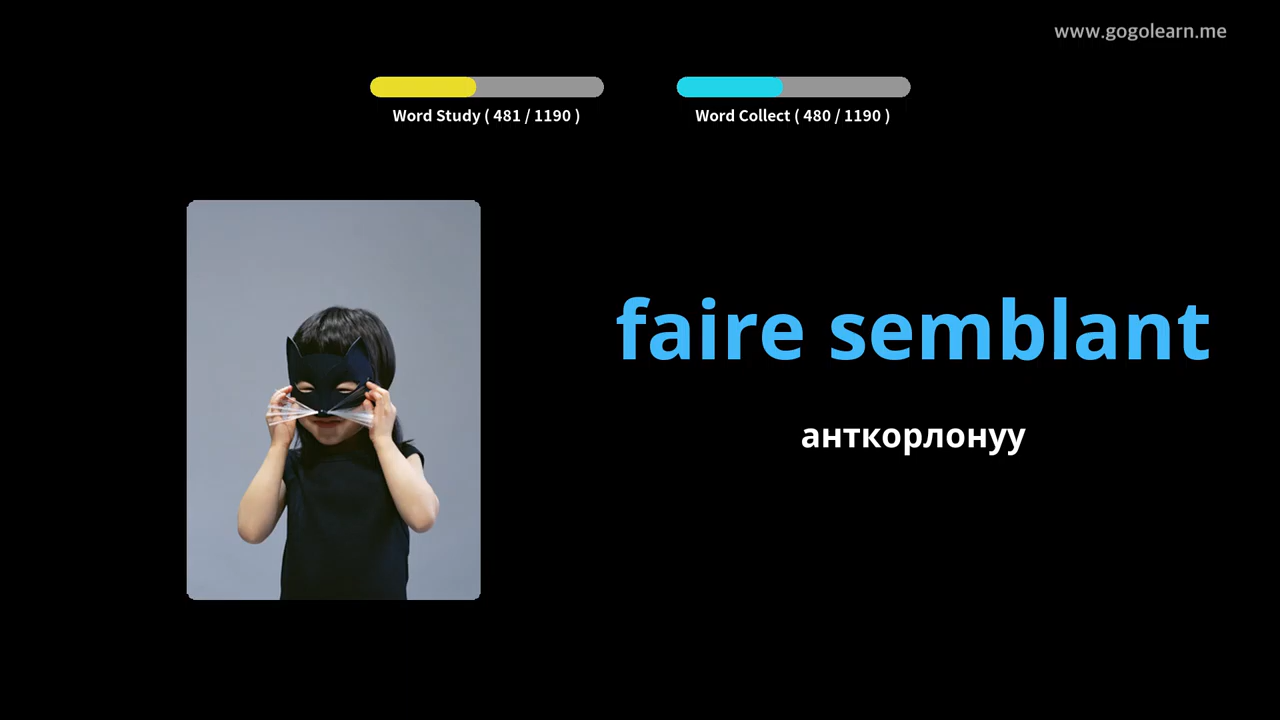 www.gogolearn.me
Word Study ( 481 / 1190 )
Word Collect ( 480 / 1190 )
faire semblant
анткорлонуу